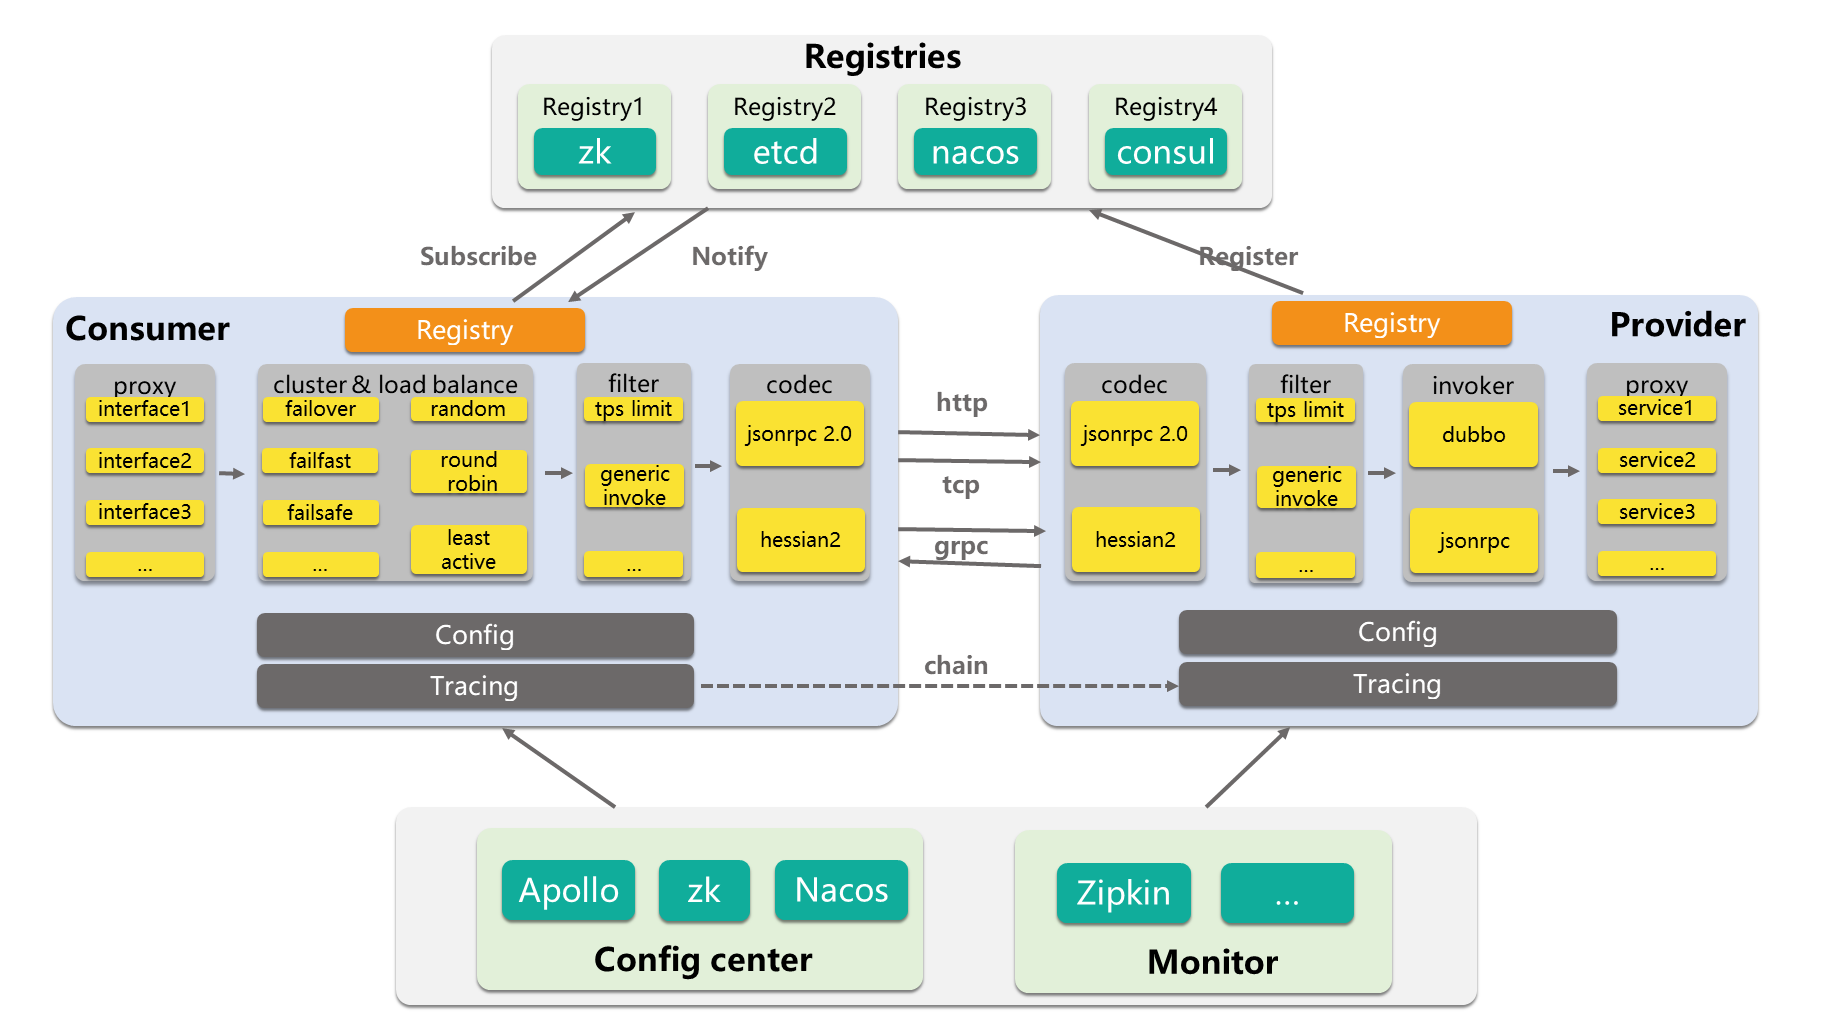 Registries
Registry1
zk
Registry2
etcd
Registry3
nacos
Registry4
consul
Subscribe
Notify
Register
Consumer
Registry
proxy
interface1
interface2
interface3
...
cluster & load balance
failover
failfast
failsafe
...
random
round
robin
least
active
filter
tps limit
generic
invoke
...
codec
jsonrpc 2.0
hessian2
Config
Tracing
http
tcp
grpc
chain
Registry
Provider
codec
jsonrpc 2.0
hessian2
filter
tps limit
generic
invoke
...
invoker
dubbo
jsonrpc
proxy
service1
service2
service3
...
Config
Tracing
Apollo
zk
Nacos
Config center
Zipkin
...
Monitor